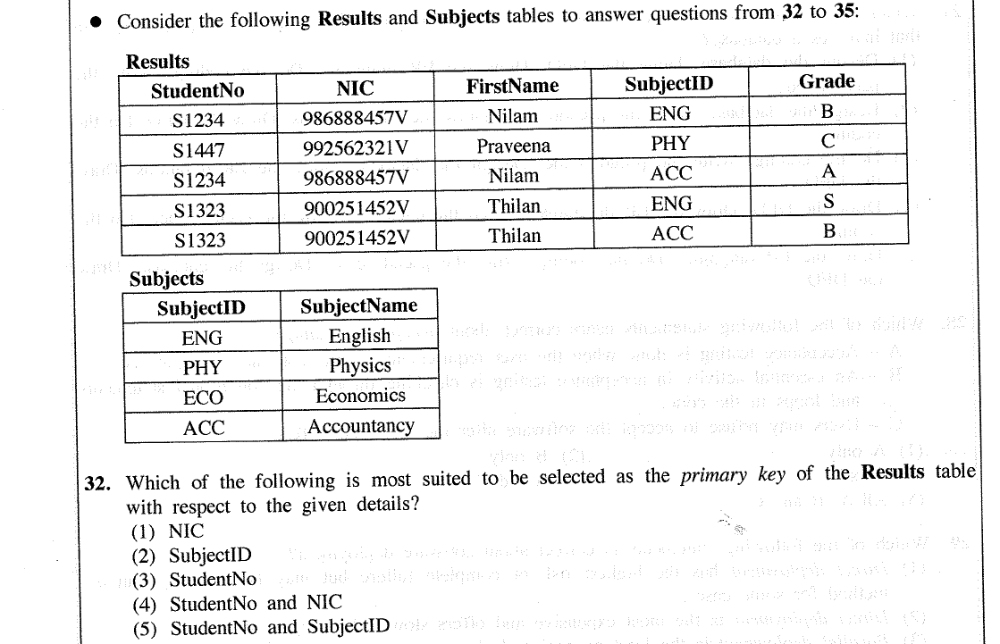 ● Consider the following Results and Subjects tables to answer questions from 32 to 35:
Results
StudentNo NIC FirstName SubjectID Grade
S1234 986888457V Nilam ENG B
S1447 992562321V Praveena PHY C
S1234 986888457V Nilam ACC A
S1323 900251452V Thilan ENG S
S1323 900251452V Thilan ACC B
Subjects
SubjectID SubjectName
ENG English
PHY Physics
ECO Economics
ACC Accountancy
32. Which of the following is most suited to be selected as the primary key of the Results table
with respect to the given details?
(1) NIC
(2) SubjectID
(3) StudentNo
(4) StudentNo and NIC
(5) StudentNo and SubjectID